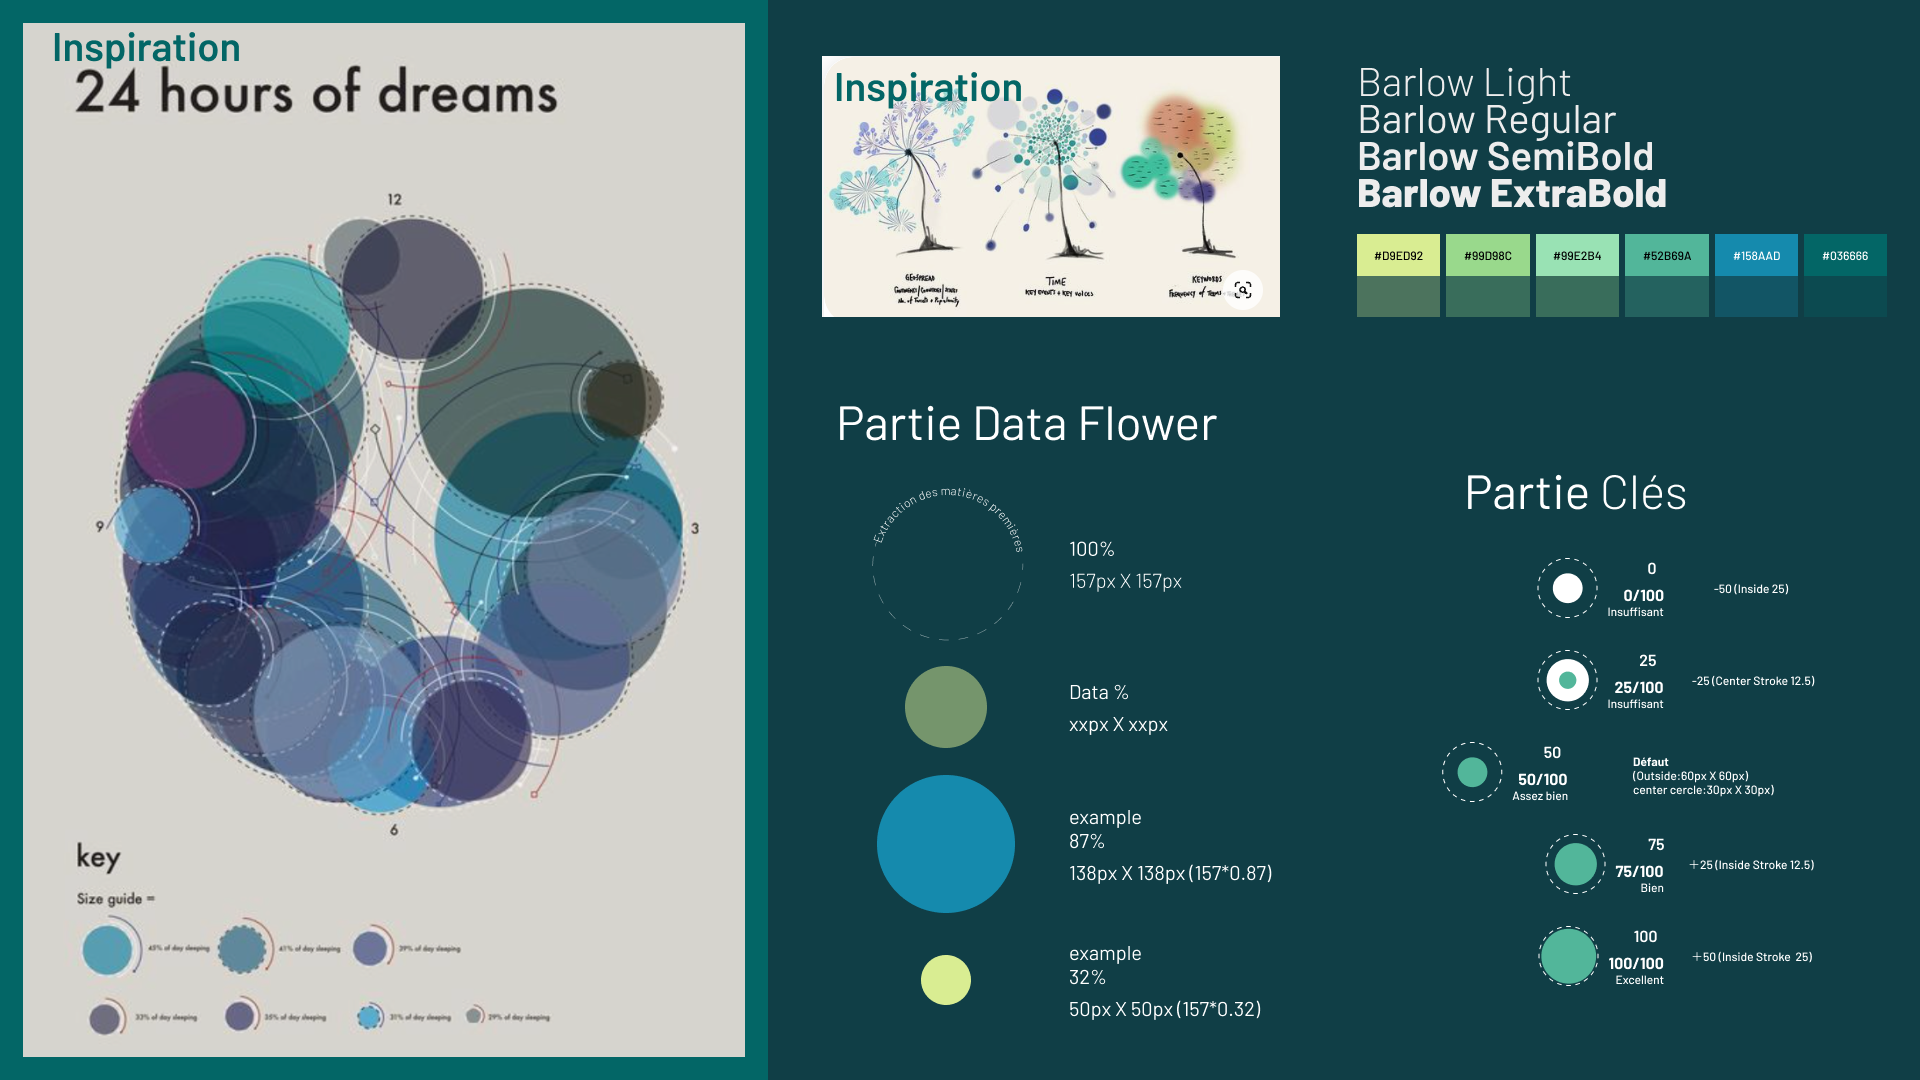 Inspiration
24 hours of dreams
12
3
9
6
key
Size guide =
45% of day sleeping
41% of day sleeping
39% of day sleeping
33% of day sleeping
35% of day sleeping
31% of day sleeping
29% of day sleeping
Inspiration
GEOSPREAD
TIME
KEY EVENTS + KEY VOICES
KEYWORDS
Frequency of
Barlow Light
Barlow Regular
Barlow SemiBold
Barlow ExtraBold
#D9ED92
#99D98C
#99E2B4
#52B69A
#158AAD
#036666
Partie Data Flower
Extraction des matières premières
100%
157px X 157px
Data %
xxpx X xxpx
example
87%
138px X 138px (157*0.87)
example
32%
50px X 50px (157*0.32)
Partie Clés
0
0/100
Insuffisant
-50 (Inside 25)
25
25/100
Insuffisant
-25 (Center Stroke 12.5)
50
50/100
Assez bien
Défaut
(Outside:60px X 60px)
center cercle:30px X 30px)
75
75/100
Bien
+25 (Inside Stroke 12.5)
100
100/100
Excellent
+50 (Inside Stroke 25)